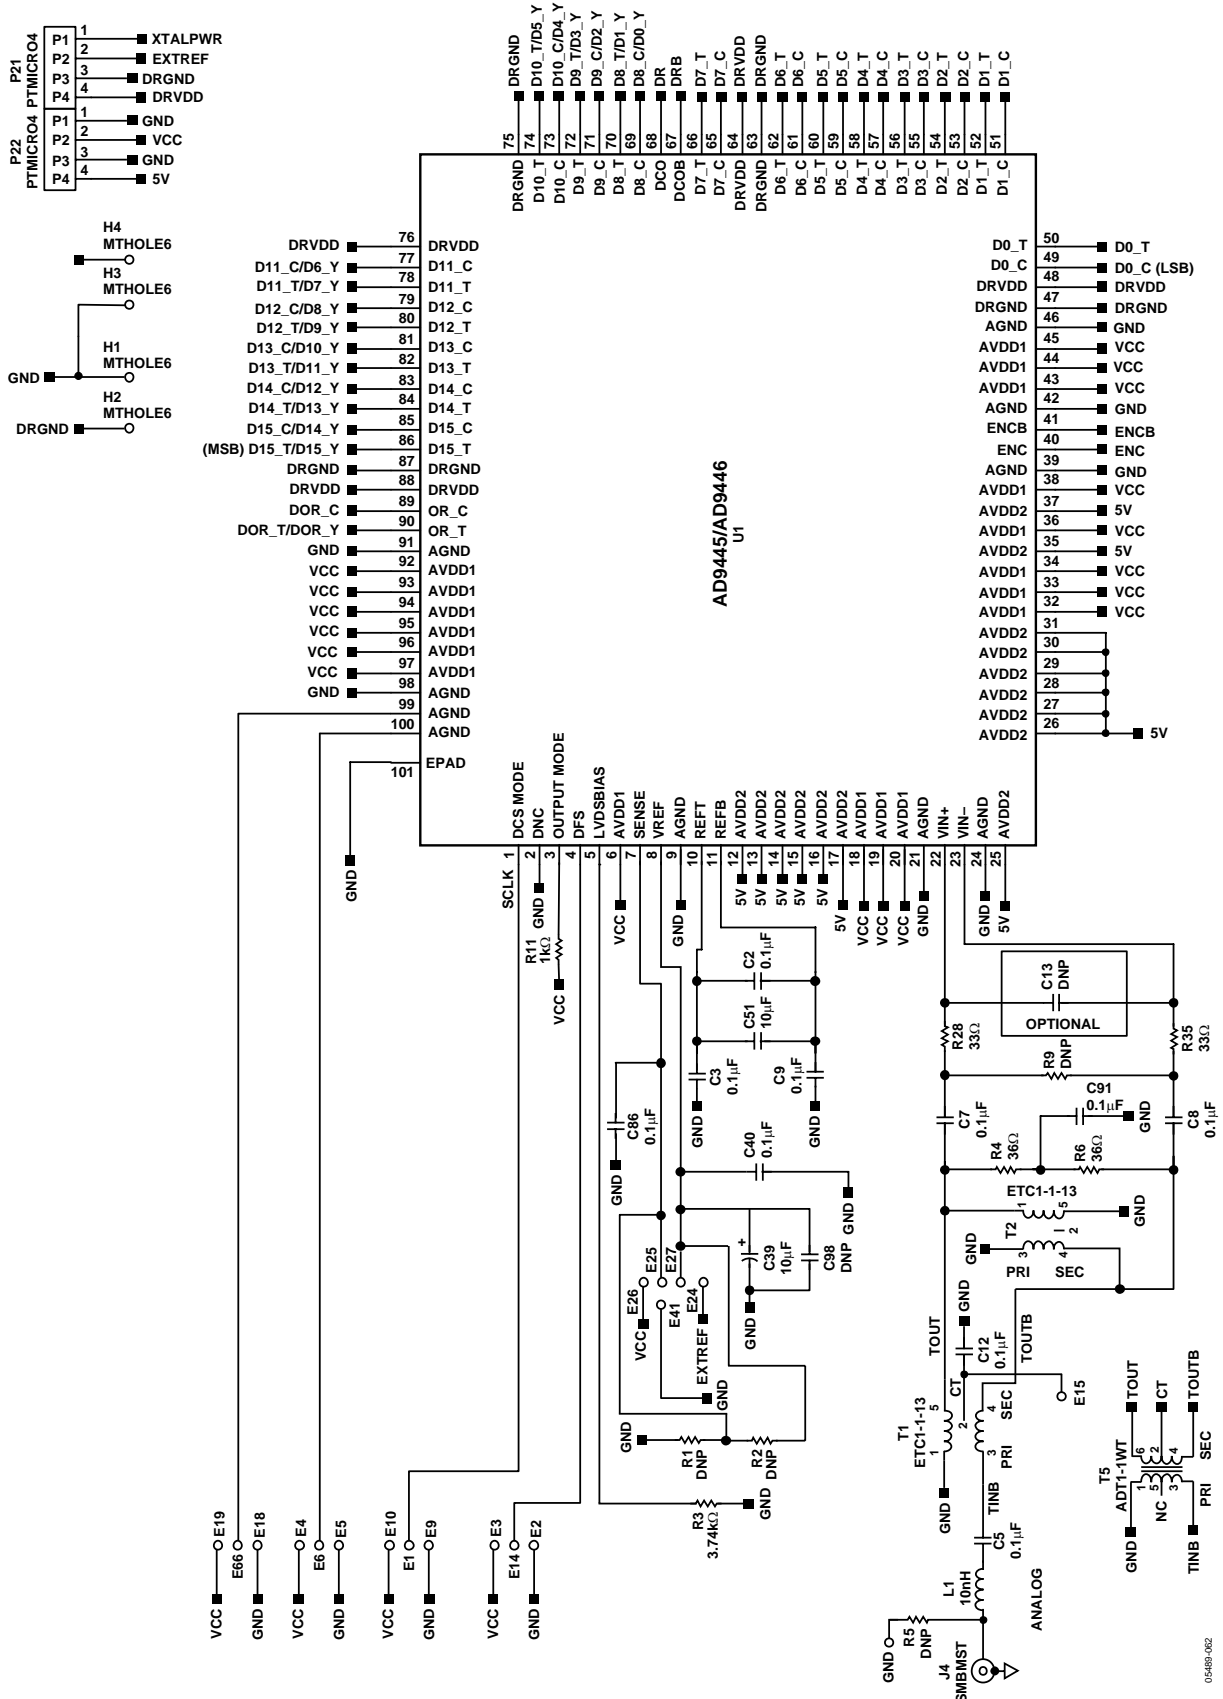 P21
PTMICRO4
P1 1 XTALPWR
P2 2 EXTREF
P3 3 DRGND
P4 4 DRVDD
P22
PTMICRO4
P1 1 GND
P2 2 VCC
P3 3 GND
P4 4 5V
H4
MTHOLE6
H3
MTHOLE6
H1
MTHOLE6
GND
H2
MTHOLE6
DRGND
DRGND 75 DRGND
D10_T/D5_Y 74 D10_T
D10_C/D4_Y 73 D10_C
D9_T/D3_Y 72 D9_T
D9_C/D2_Y 71 D9_C
D8_T/D1_Y 70 D8_T
D8_C/D0_Y 69 D8_C
DR 68 DCO
DRB 67 DCOB
D7_T 66 D7_T
D7_C 65 D7_C
DRVDD 64 DRVDD
DRGND 63 DRGND
D6_T 62 D6_T
D6_C 61 D6_C
D5_T 60 D5_T
D5_C 59 D5_C
D4_T 58 D4_T
D4_C 57 D4_C
D3_T 56 D3_T
D3_C 55 D3_C
D2_T 54 D2_T
D2_C 53 D2_C
D1_T 52 D1_T
D1_C 51 D1_C
DRVDD 76 DRVDD
D11_C/D6_Y 77 D11_C
D11_T/D7_Y 78 D11_T
D12_C/D8_Y 79 D12_C
D12_T/D9_Y 80 D12_T
D13_C/D10_Y 81 D13_C
D13_T/D11_Y 82 D13_T
D14_C/D12_Y 83 D14_C
D14_T/D13_Y 84 D14_T
D15_C/D14_Y 85 D15_C
(MSB) D15_T/D15_Y 86 D15_T
DRGND 87 DRGND
DRVDD 88 DRVDD
DOR_C 89 OR_C
DOR_T/DOR_Y 90 OR_T
GND 91 AGND
VCC 92 AVDD1
VCC 93 AVDD1
VCC 94 AVDD1
VCC 95 AVDD1
VCC 96 AVDD1
VCC 97 AVDD1
GND 98 AGND
99 AGND
100 AGND
101 EPAD
GND
AD9445/AD9446
U1
D0_T 50 D0_T
D0_C 49 D0_C (LSB)
DRVDD 48 DRVDD
DRGND 47 DRGND
AGND 46 GND
AVDD1 45 VCC
AVDD1 44 VCC
AVDD1 43 VCC
AGND 42 GND
ENCB 41 ENCB
ENC 40 ENC
AGND 39 GND
AVDD1 38 VCC
AVDD2 37 5V
AVDD1 36 VCC
AVDD2 35 5V
AVDD1 34 VCC
AVDD1 33 VCC
AVDD1 32 VCC
AVDD2 31
AVDD2 30
AVDD2 29
AVDD2 28
AVDD2 27
AVDD2 26 5V
DCS MODE 1 SCLK
DNC 2 GND
OUTPUT MODE 3
DFS 4
LVDSBIAS 5
AVDD1 6 VCC
SENSE 7
VREF 8
AGND 9 GND
REFT 10
REFB 11
AVDD2 12 5V
AVDD2 13 5V
AVDD2 14 5V
AVDD2 15 5V
AVDD2 16 5V
AVDD2 17 5V
AVDD1 18 VCC
AVDD1 19 VCC
AVDD1 20 VCC
AGND 21 GND
VIN+ 22
VIN− 23
AGND 24 GND
AVDD2 25 5V
R11
1kΩ
VCC
C2
0.1µF
C51
10µF
C3
0.1µF
GND
C9
0.1µF
GND
C86
0.1µF
GND
C40
0.1µF
GND
C39
10µF
+
C98
DNP
GND
E25
E27
E26
VCC
E41
E24
EXTREF
GND
GND
R1
DNP
R2
DNP
R3
3.74kΩ
GND
C13
DNP
OPTIONAL
R28
33Ω
R35
33Ω
R9
DNP
C91
0.1µF
GND
C7
0.1µF
C8
0.1µF
R4
36Ω
R6
36Ω
ETC1-1-13
1 5
T2
GND
GND
3 4 2
PRI SEC
TOUT
GND
C12
0.1µF
TOUTB
CT
E15
T1
ETC1-1-13
1 5
2
3 4
PRI SEC
GND
TINB
C5
0.1µF
L1
10nH
ANALOG
GND
R5
DNP
J4
SMBMST
TOUT
CT
TOUTB
6 2 4
SEC
T5
ADT1-1WT
1 5 3
NC
PRI
GND
TINB
VCC E19
E66
GND E18
VCC E4
E6
GND E5
VCC E10
E1
GND E9
VCC E3
E14
GND E2
05489-062